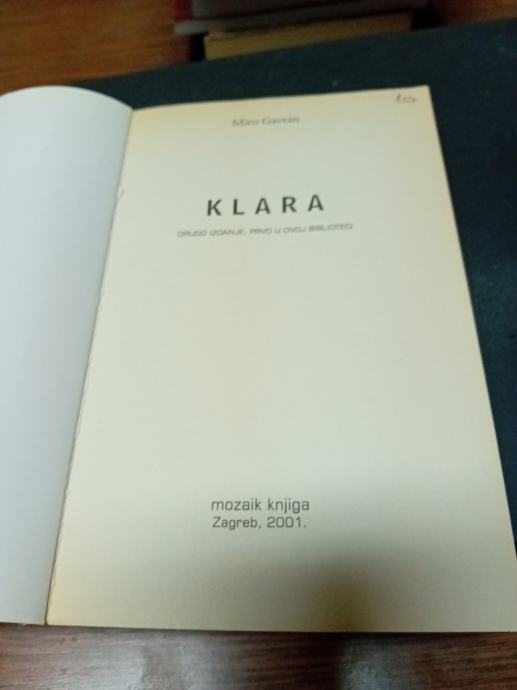 Miro Gavran
KLARA
DRUGO IZDANJE, PRVO U OVOJ BIBLIOTECI
mozaik knjiga
Zagreb, 2001.